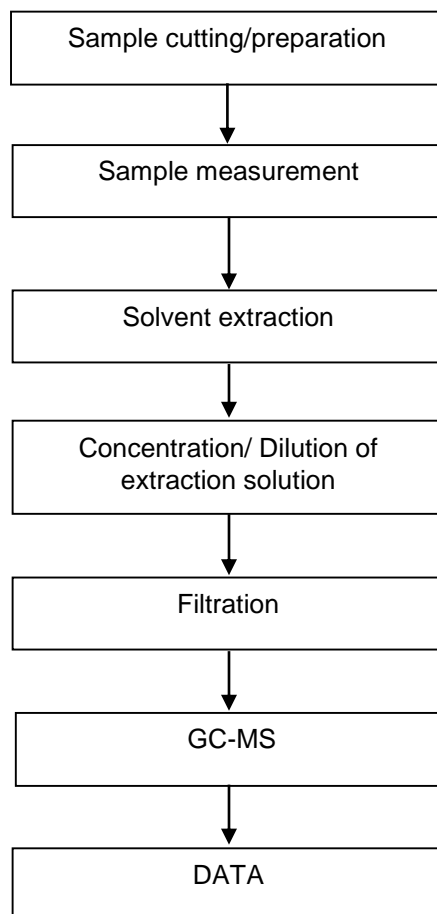 Sample cutting/preparation
Sample measurement
Solvent extraction
Concentration/ Dilution of
extraction solution
Filtration
GC-MS
DATA